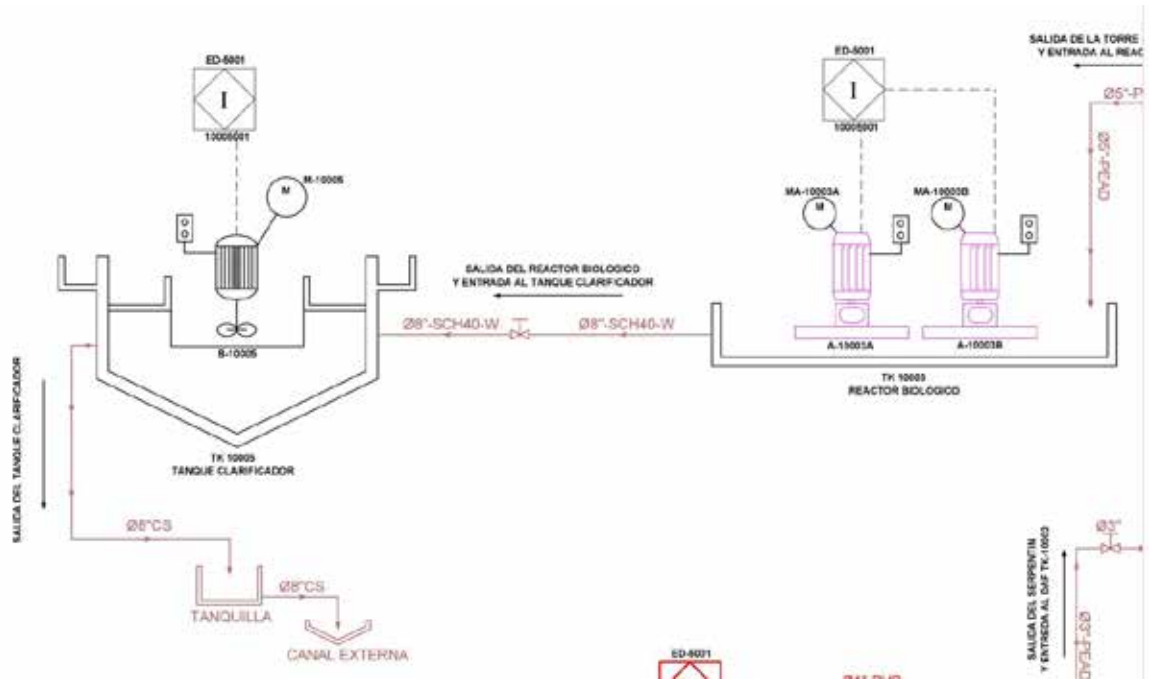 ED-5001
I
10005001
M
M-10005
B-10005
TK 10005
TANQUE CLARIFICADOR
SALIDA DEL TANQUE CLARIFICADOR
Ø8"CS
TANQUILLA
Ø8"CS
CANAL EXTERNA
SALIDA DEL REACTOR BIOLOGICO
Y ENTRADA AL TANQUE CLARIFICADOR
Ø8"-SCH40-W
Ø8"-SCH40-W
ED-5001
I
10005001
MA-10003A
M
MA-10003B
M
A-10003A
A-10003B
TK 10003
REACTOR BIOLOGICO
SALIDA DE LA TORRE
Y ENTRADA AL REAC
Ø5"-P
Ø5"-PEAD
SALIDA DEL SERPENTIN
Y ENTREDA AL DAF TK-10002
Ø3"
Ø3"-PEAD
ED-5001